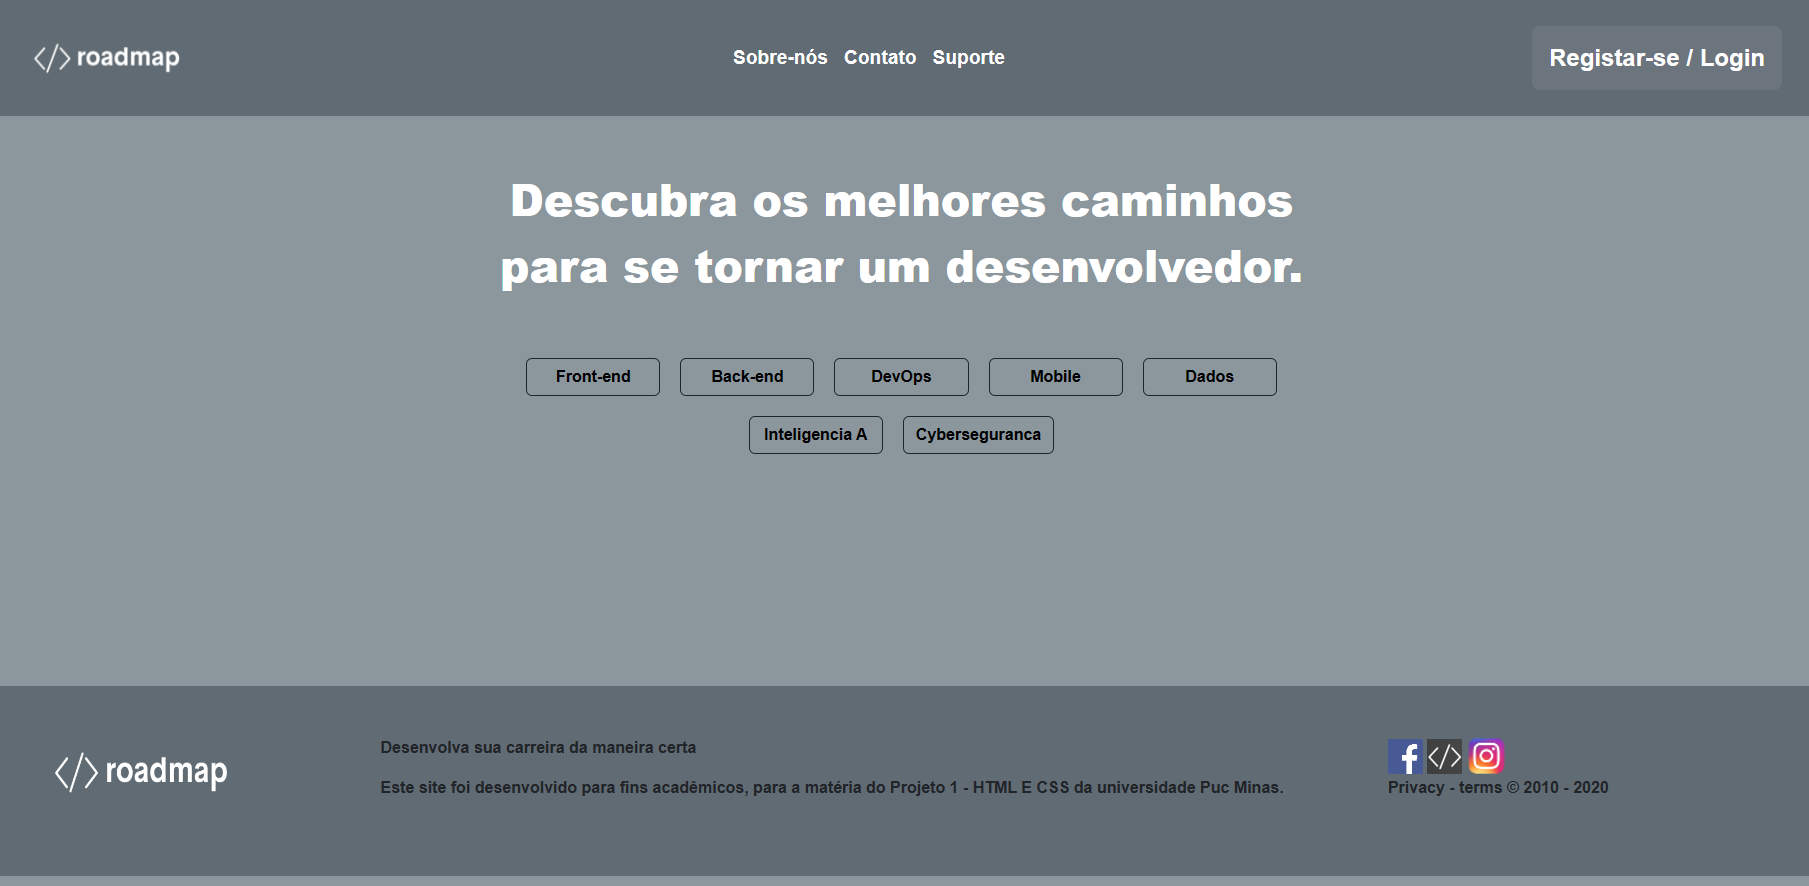 </> roadmap
Sobre-nós Contato Suporte
Registar-se / Login
Descubra os melhores caminhos
para se tornar um desenvolvedor.
Front-end Back-end DevOps Mobile Dados
Inteligencia A Cyberseguranca
</> roadmap
Desenvolva sua carreira da maneira certa
Este site foi desenvolvido para fins acadêmicos, para a matéria do Projeto 1 - HTML E CSS da universidade Puc Minas.
f </>
Privacy - terms © 2010 - 2020